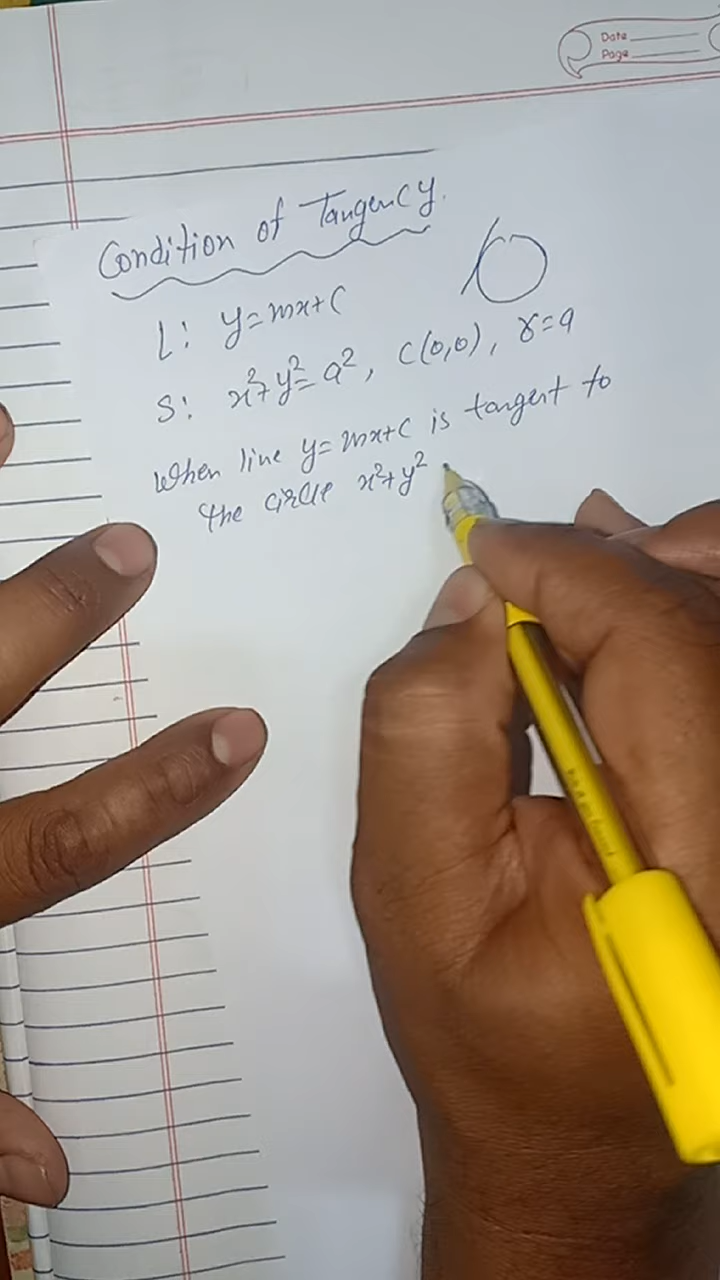 Date
Page
Condition of Tangency.
L: y=mx+c
S: x²+y²=a², C(0,0), r=a
When line y=mx+c is tangent to
the circle x²+y²